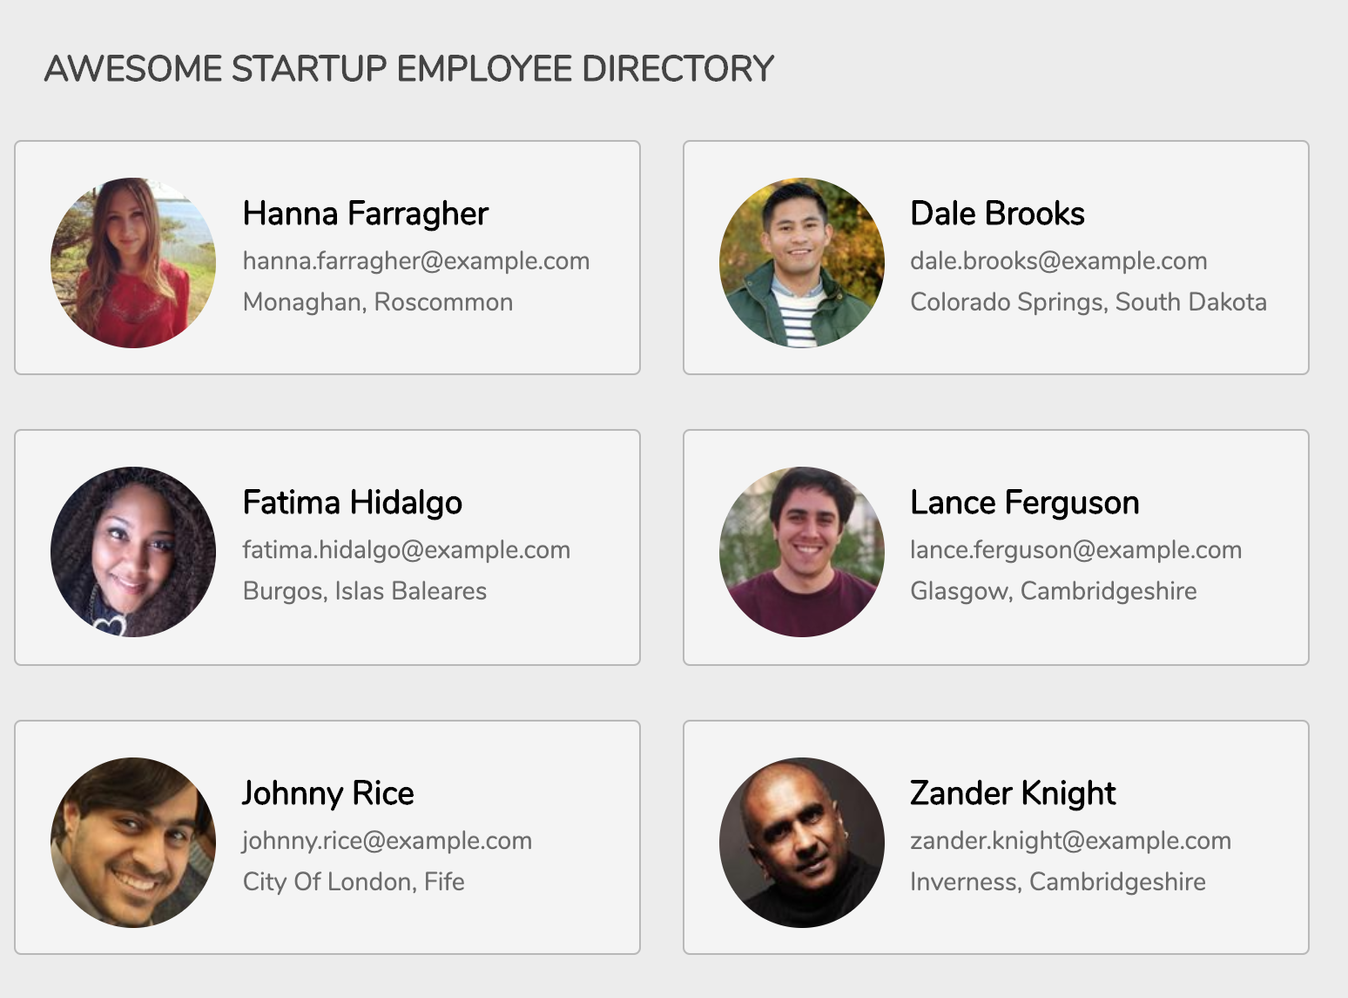 AWESOME STARTUP EMPLOYEE DIRECTORY
Hanna Farragher
hanna.farragher@example.com
Monaghan, Roscommon
Dale Brooks
dale.brooks@example.com
Colorado Springs, South Dakota
Fatima Hidalgo
fatima.hidalgo@example.com
Burgos, Islas Baleares
Lance Ferguson
lance.ferguson@example.com
Glasgow, Cambridgeshire
Johnny Rice
johnny.rice@example.com
City Of London, Fife
Zander Knight
zander.knight@example.com
Inverness, Cambridgeshire